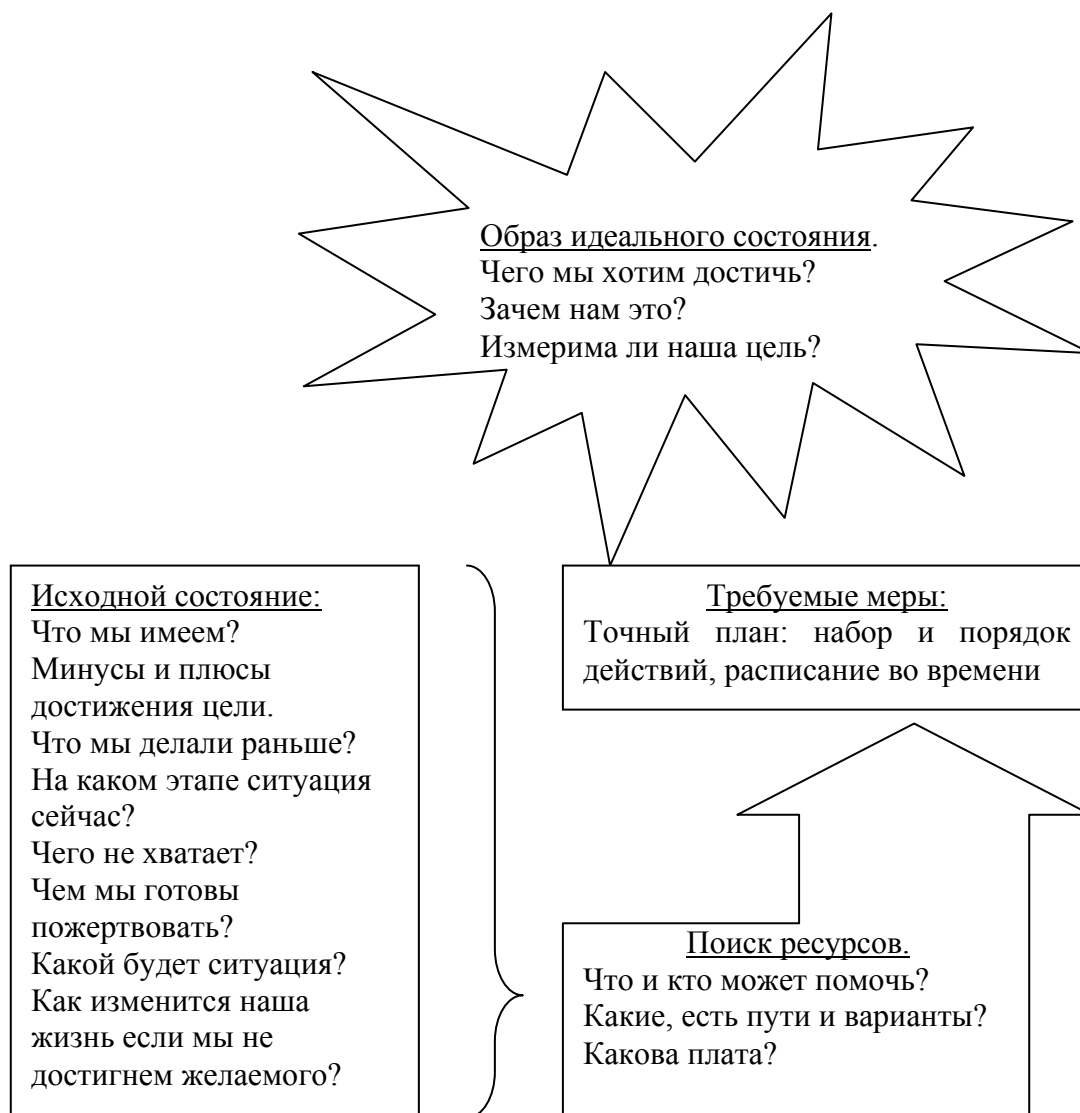 Образ идеального состояния.
Чего мы хотим достичь?
Зачем нам это?
Измерима ли наша цель?
Исходной состояние:
Что мы имеем?
Минусы и плюсы
достижения цели.
Что мы делали раньше?
На каком этапе ситуация
сейчас?
Чего не хватает?
Чем мы готовы
пожертвовать?
Какой будет ситуация?
Как изменится наша
жизнь если мы не
достигнем желаемого?
Требуемые меры:
Точный план: набор и порядок
действий, расписание во времени
Поиск ресурсов.
Что и кто может помочь?
Какие, есть пути и варианты?
Какова плата?